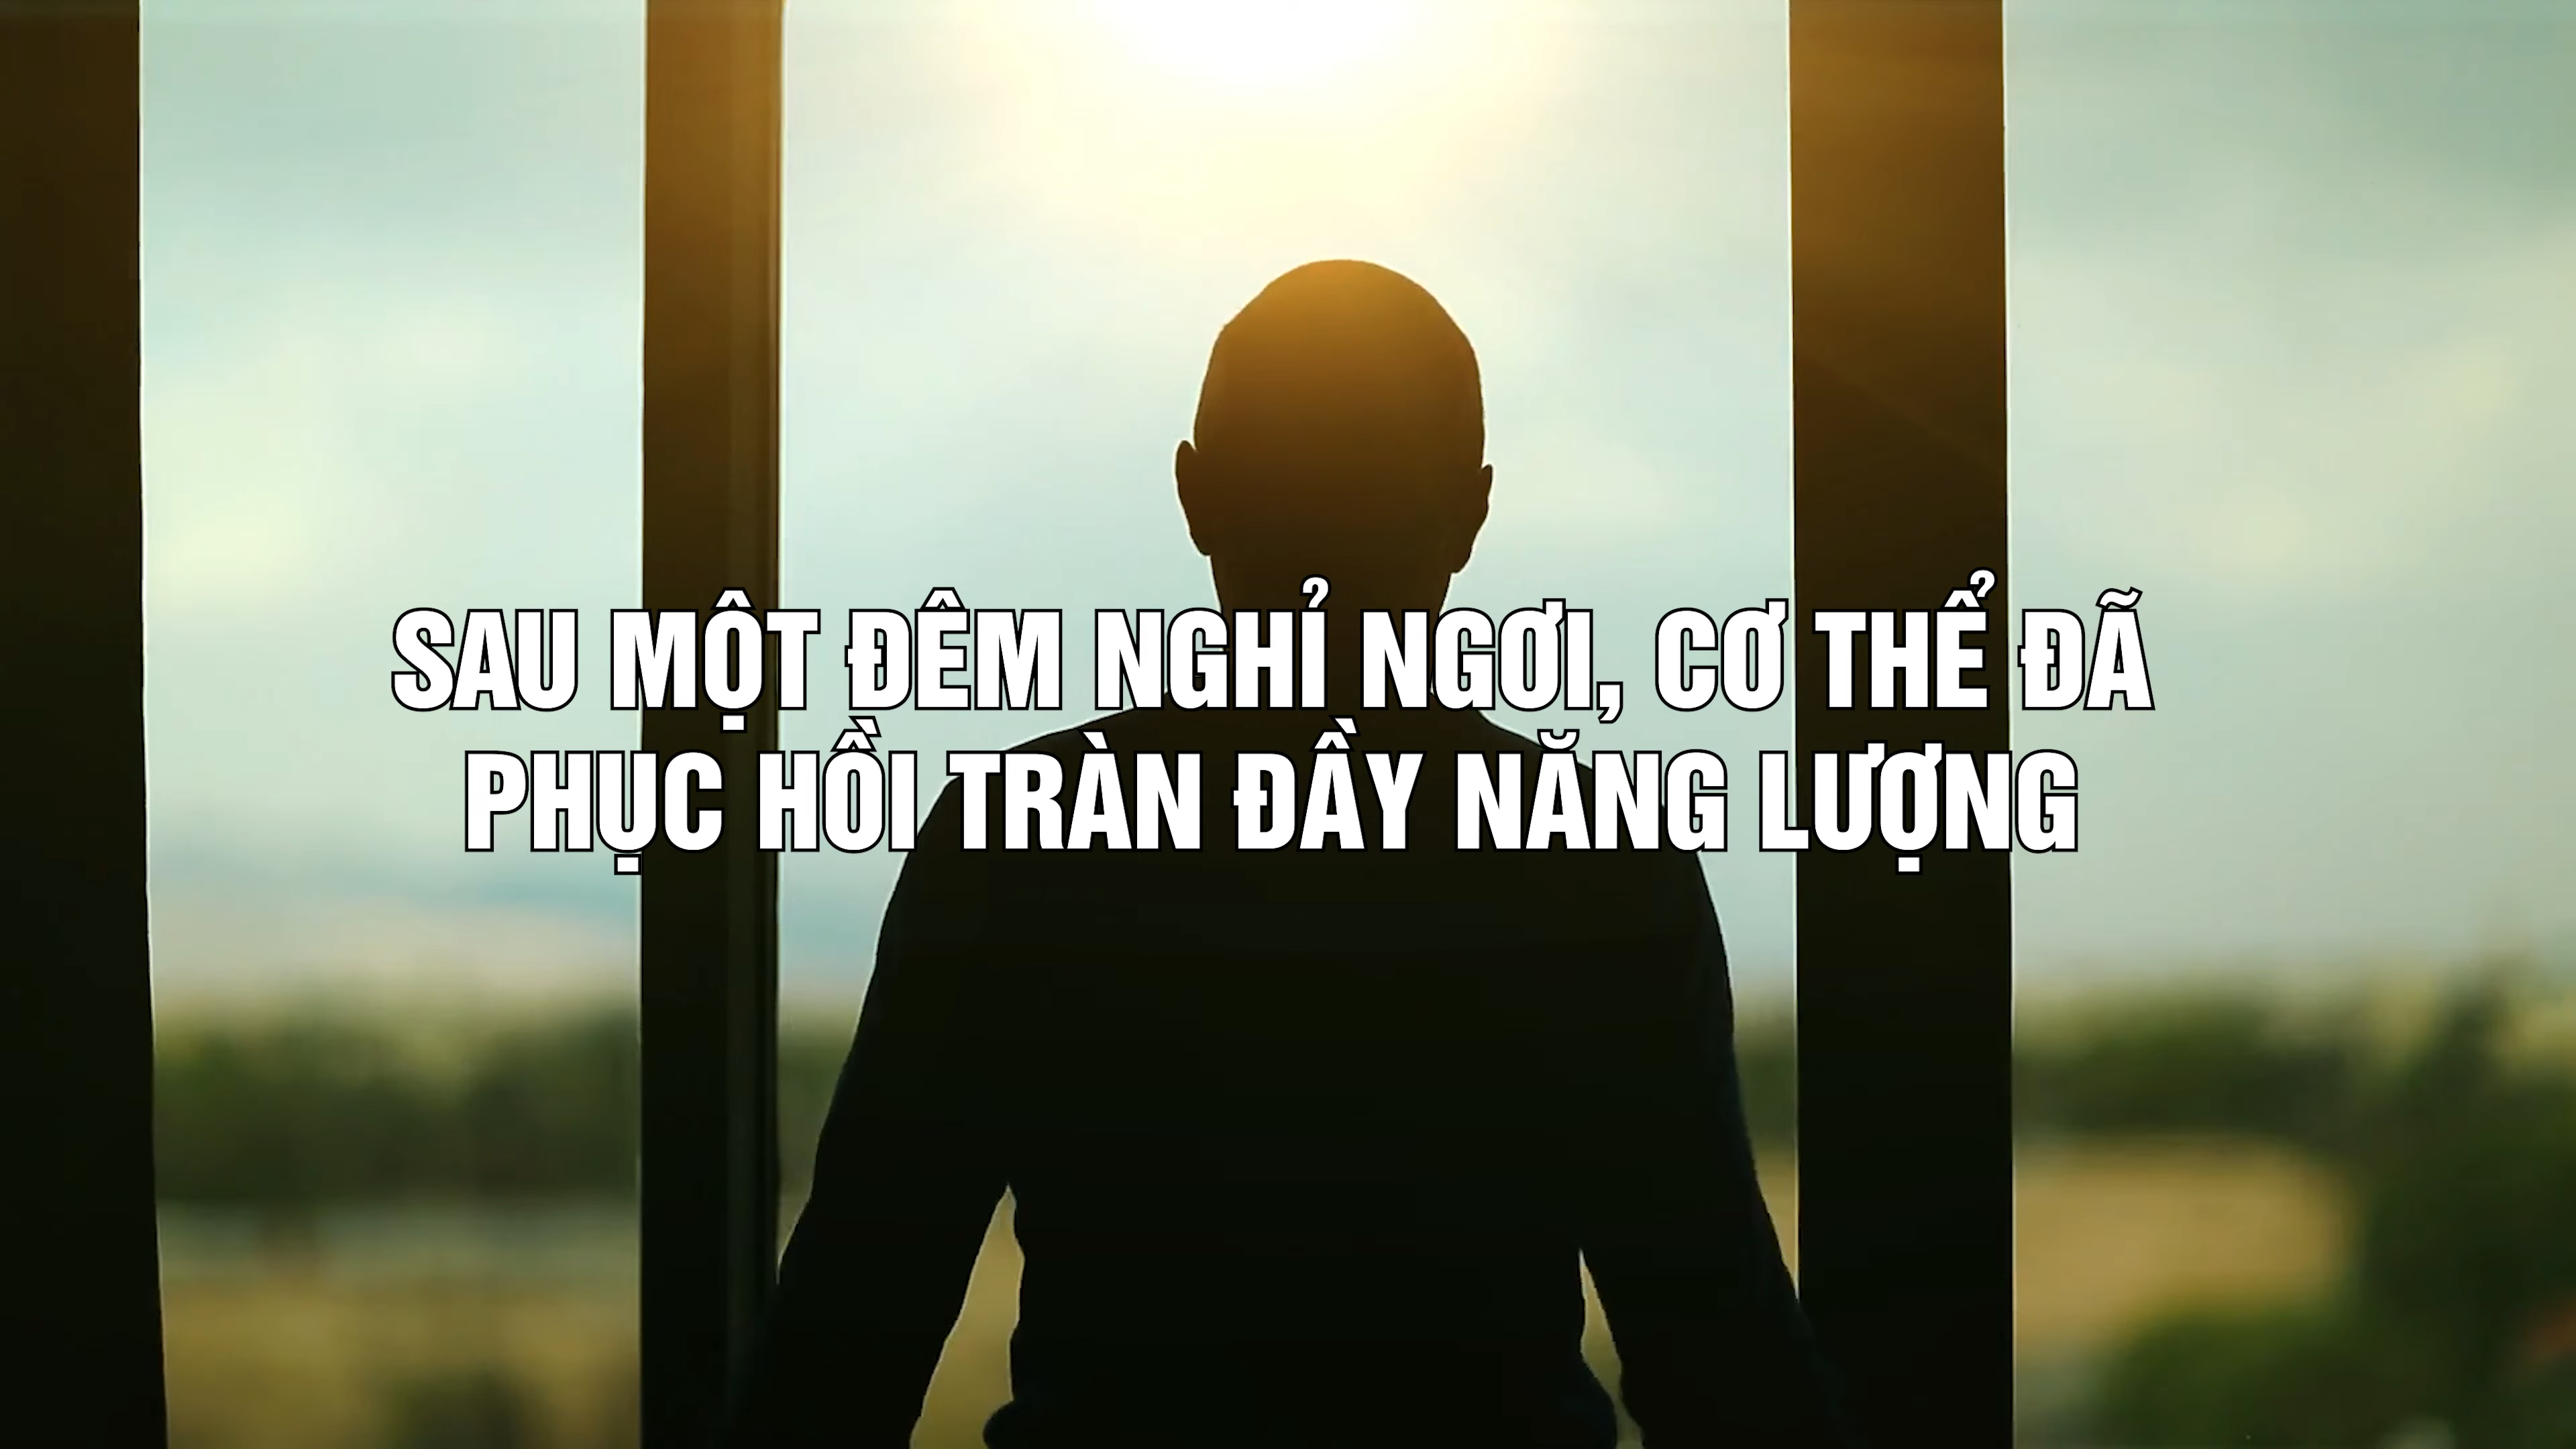 SAU MỘT ĐÊM NGHỈ NGƠI, CƠ THỂ ĐÃ
PHỤC HỒI TRÀN ĐẦY NĂNG LƯỢNG